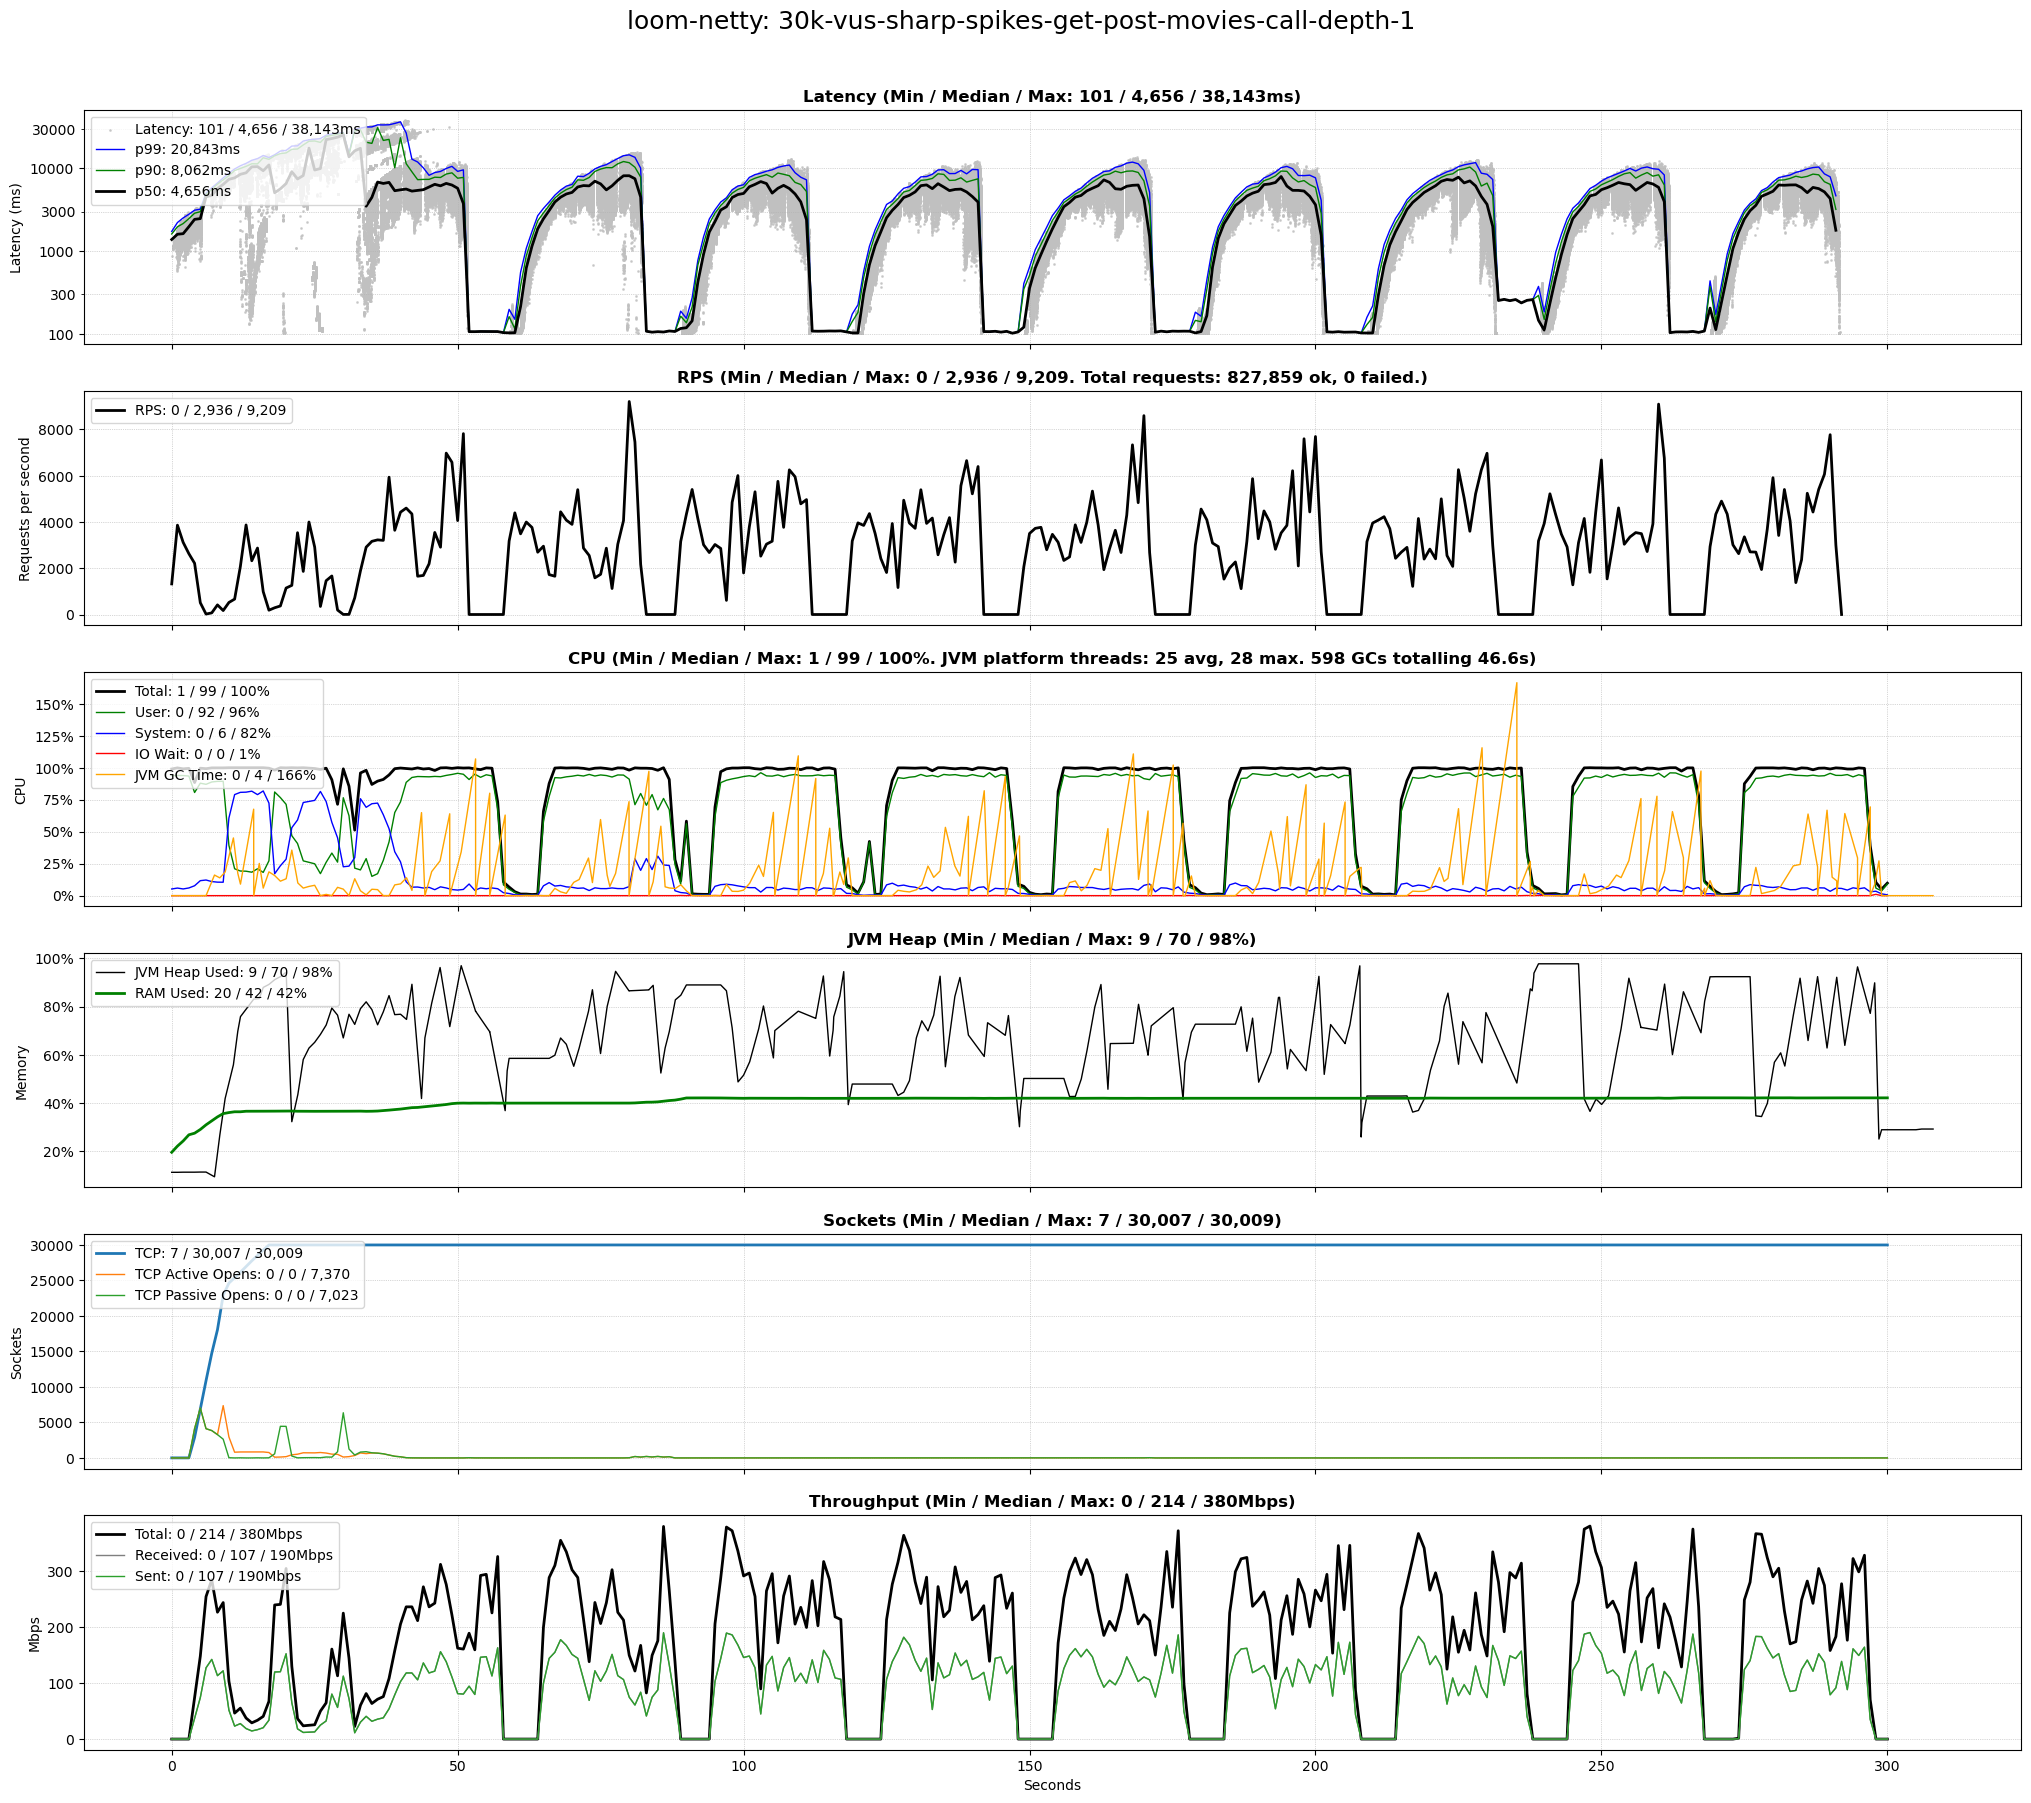 loom-netty: 30k-vus-sharp-spikes-get-post-movies-call-depth-1
Latency (Min / Median / Max: 101 / 4,656 / 38,143ms)
Latency (ms)
30000
10000
3000
1000
300
100
Latency: 101 / 4,656 / 38,143ms
p99: 20,843ms
p90: 8,062ms
p50: 4,656ms
RPS (Min / Median / Max: 0 / 2,936 / 9,209. Total requests: 827,859 ok, 0 failed.)
Requests per second
8000
6000
4000
2000
0
RPS: 0 / 2,936 / 9,209
CPU (Min / Median / Max: 1 / 99 / 100%. JVM platform threads: 25 avg, 28 max. 598 GCs totalling 46.6s)
CPU
150%
125%
100%
75%
50%
25%
0%
Total: 1 / 99 / 100%
User: 0 / 92 / 96%
System: 0 / 6 / 82%
IO Wait: 0 / 0 / 1%
JVM GC Time: 0 / 4 / 166%
JVM Heap (Min / Median / Max: 9 / 70 / 98%)
Memory
100%
80%
60%
40%
20%
JVM Heap Used: 9 / 70 / 98%
RAM Used: 20 / 42 / 42%
Sockets (Min / Median / Max: 7 / 30,007 / 30,009)
Sockets
30000
25000
20000
15000
10000
5000
0
TCP: 7 / 30,007 / 30,009
TCP Active Opens: 0 / 0 / 7,370
TCP Passive Opens: 0 / 0 / 7,023
Throughput (Min / Median / Max: 0 / 214 / 380Mbps)
Mbps
300
200
100
0
Total: 0 / 214 / 380Mbps
Received: 0 / 107 / 190Mbps
Sent: 0 / 107 / 190Mbps
0 50 100 150 200 250 300
Seconds